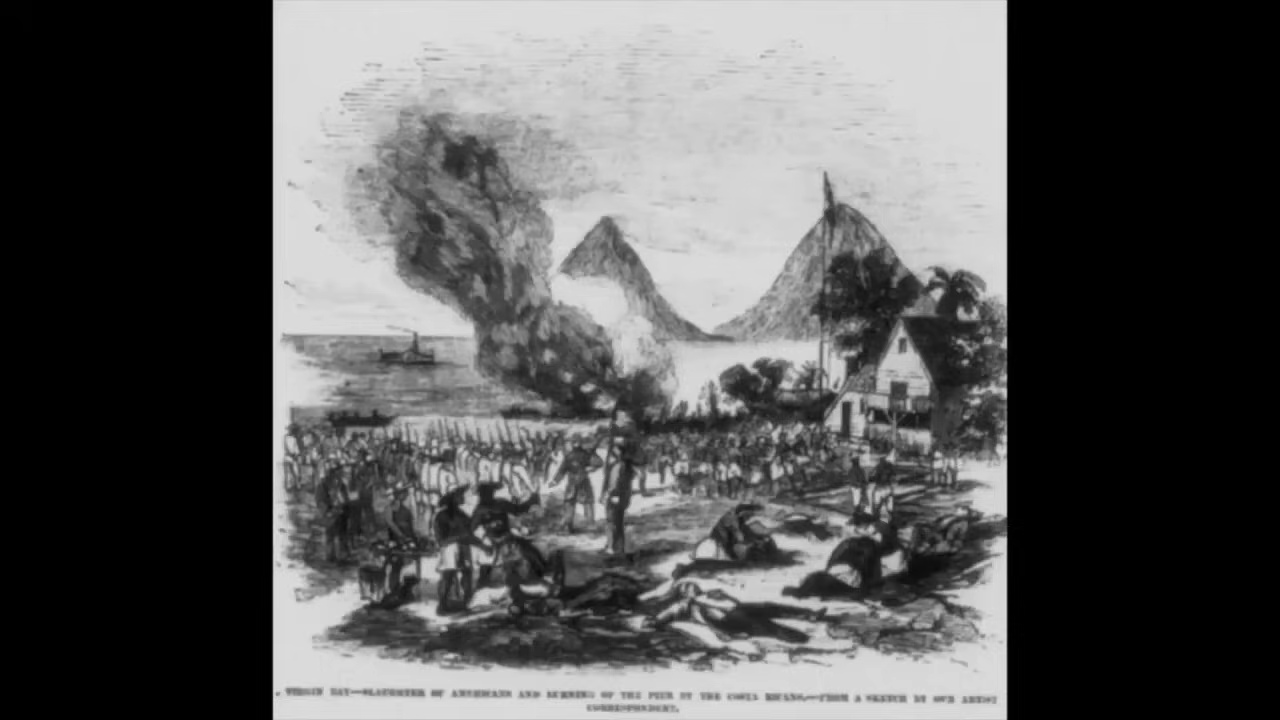 VIRGIN BAY—SLAUGHTER OF AMERICANS AND BURNING OF THE PIER BY THE COSTA RICANS.—FROM A SKETCH BY OUR ARTIST
CORRESPONDENT.